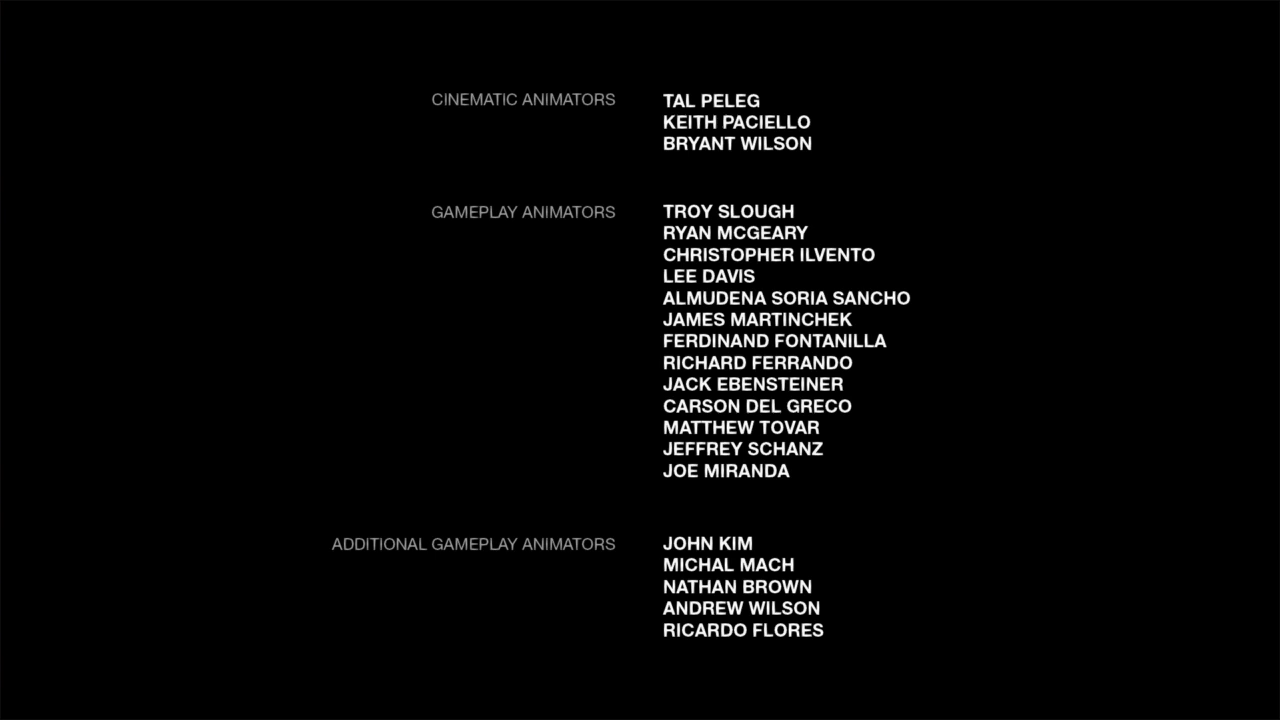 CINEMATIC ANIMATORS TAL PELEG
KEITH PACIELLO
BRYANT WILSON
GAMEPLAY ANIMATORS TROY SLOUGH
RYAN MCGEARY
CHRISTOPHER ILVENTO
LEE DAVIS
ALMUDENA SORIA SANCHO
JAMES MARTINCHEK
FERDINAND FONTANILLA
RICHARD FERRANDO
JACK EBENSTEINER
CARSON DEL GRECO
MATTHEW TOVAR
JEFFREY SCHANZ
JOE MIRANDA
ADDITIONAL GAMEPLAY ANIMATORS JOHN KIM
MICHAL MACH
NATHAN BROWN
ANDREW WILSON
RICARDO FLORES